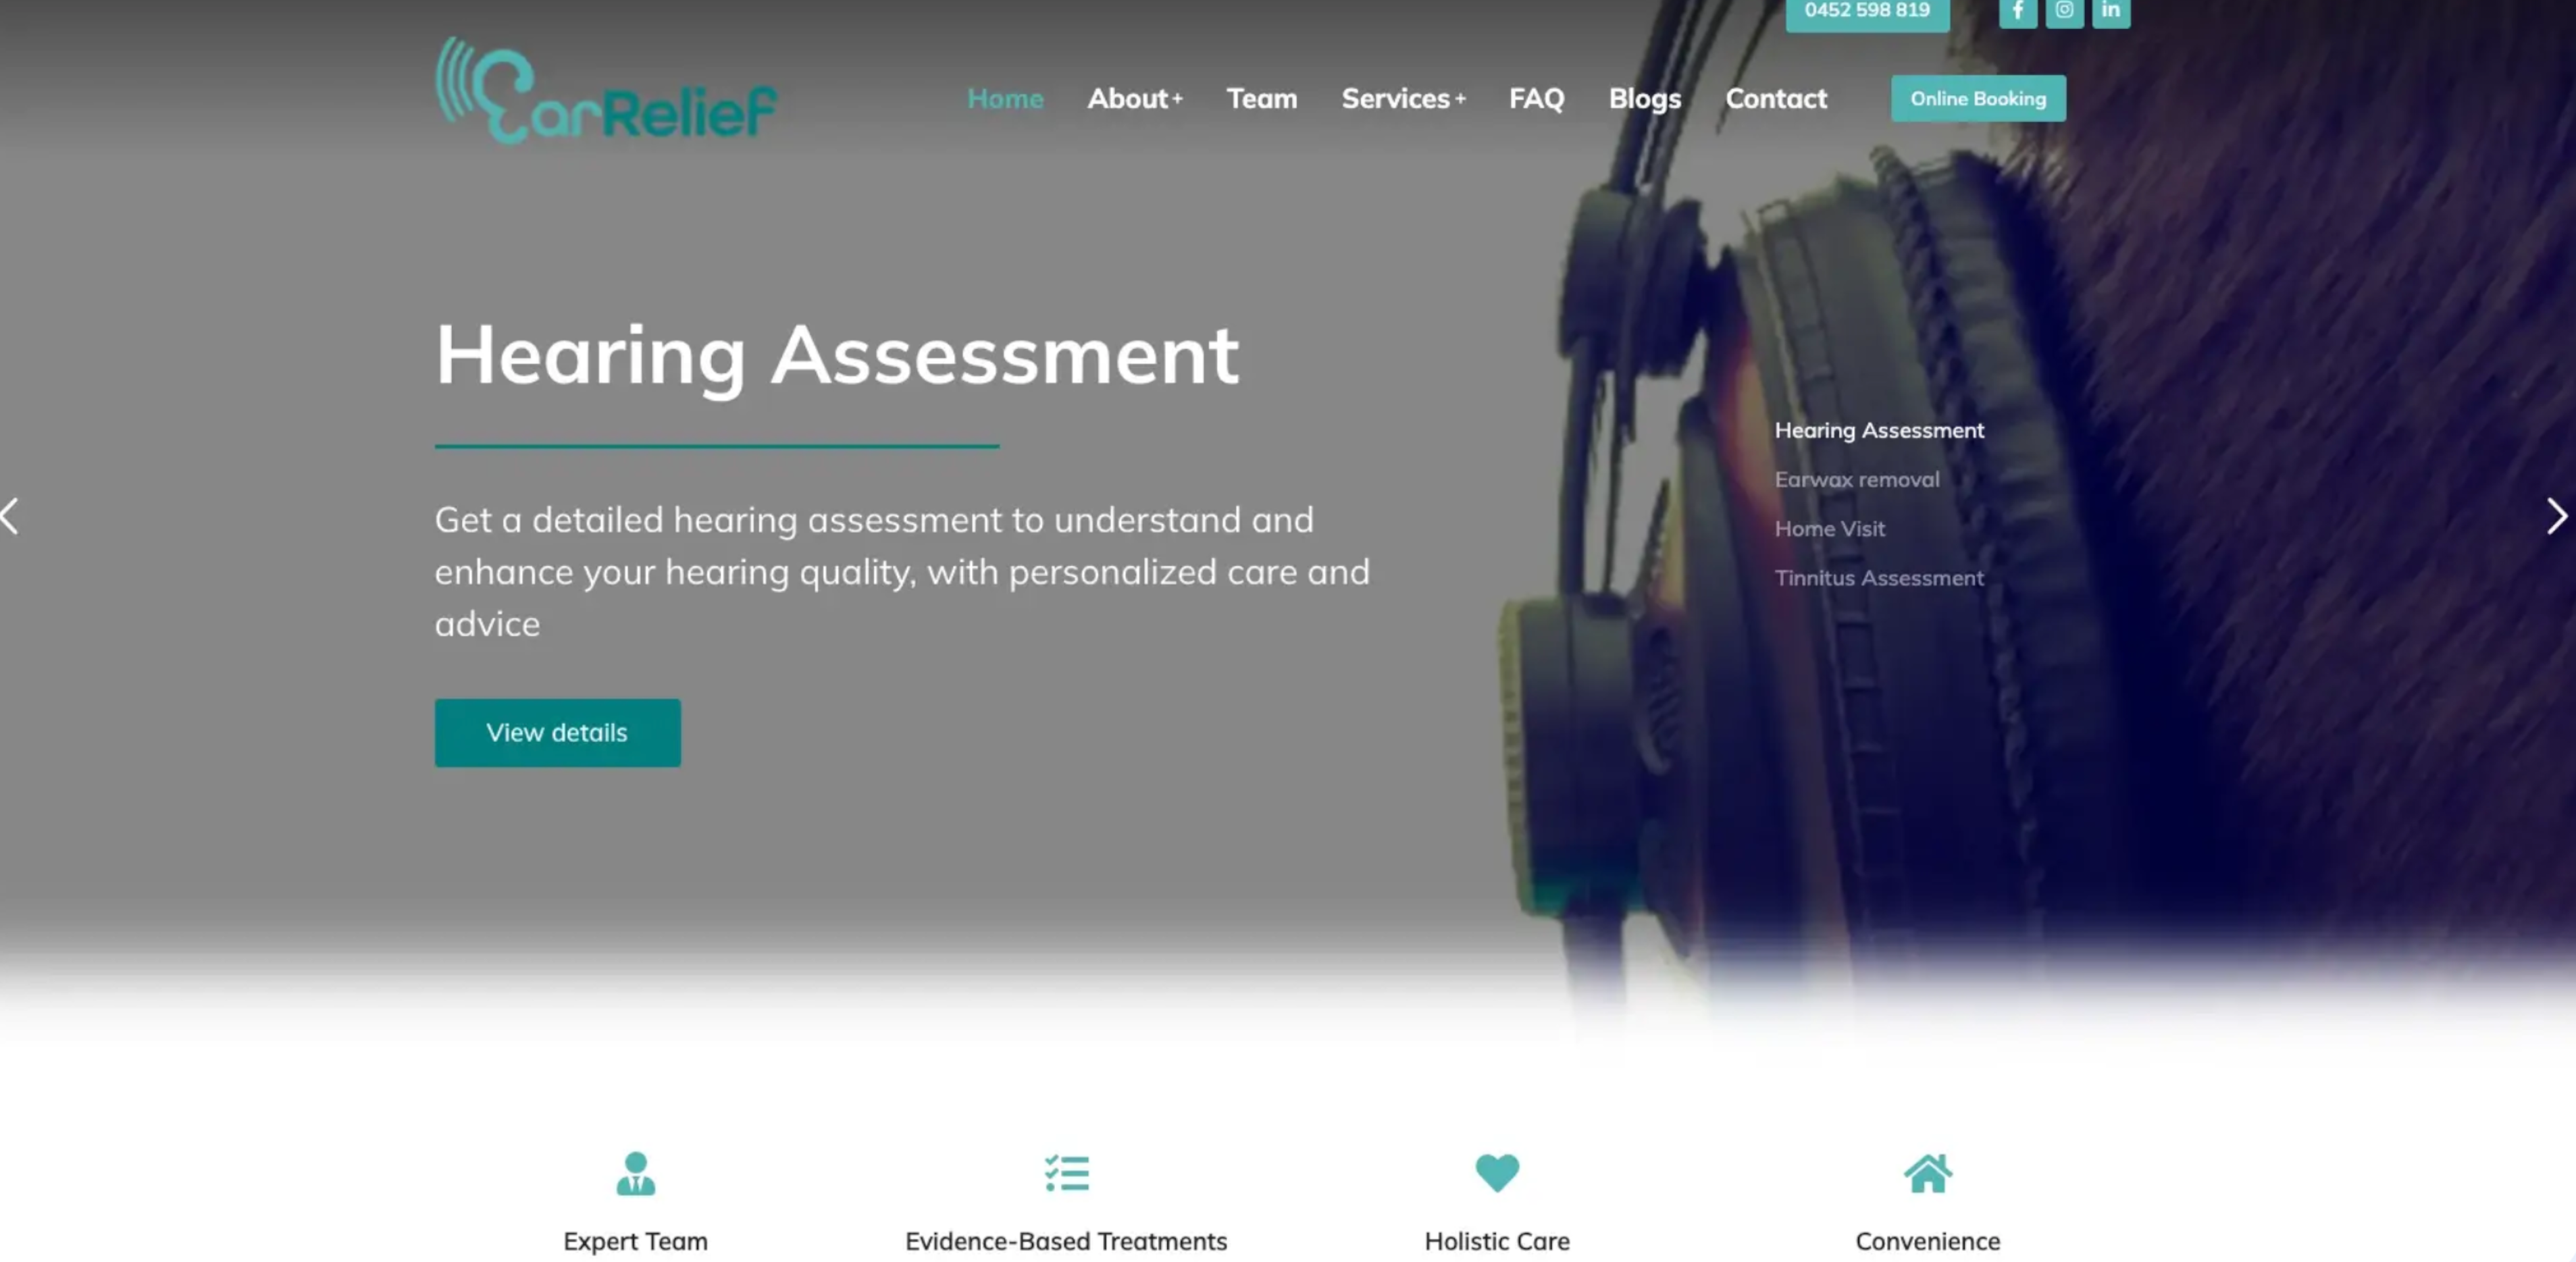 0452 598 819
EarRelief
Home About+ Team Services+ FAQ Blogs Contact Online Booking
Hearing Assessment
Get a detailed hearing assessment to understand and
enhance your hearing quality, with personalized care and
advice
View details
Hearing Assessment
Earwax removal
Home Visit
Tinnitus Assessment
Expert Team
Evidence-Based Treatments
Holistic Care
Convenience